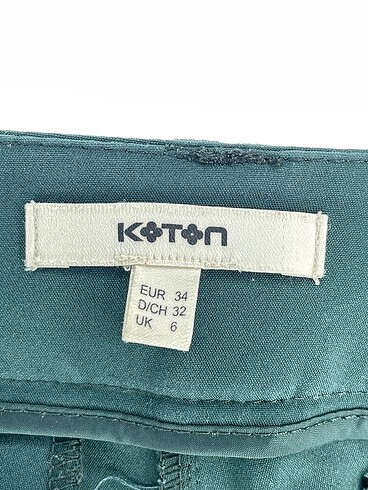 KOTON
EUR 34
D/CH 32
UK 6